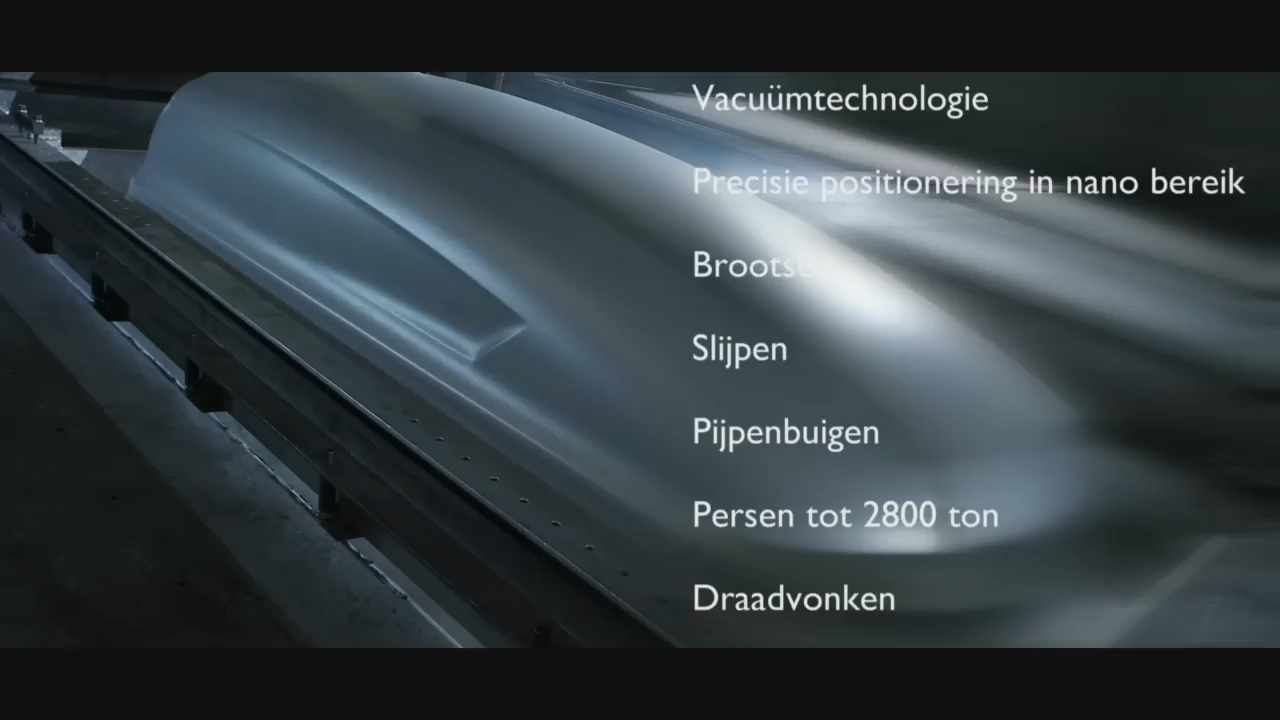 Vacuümtechnologie
Precisie positionering in nano bereik
Slijpen
Pijpenbuigen
Persen tot 2800 ton
Draadvonken